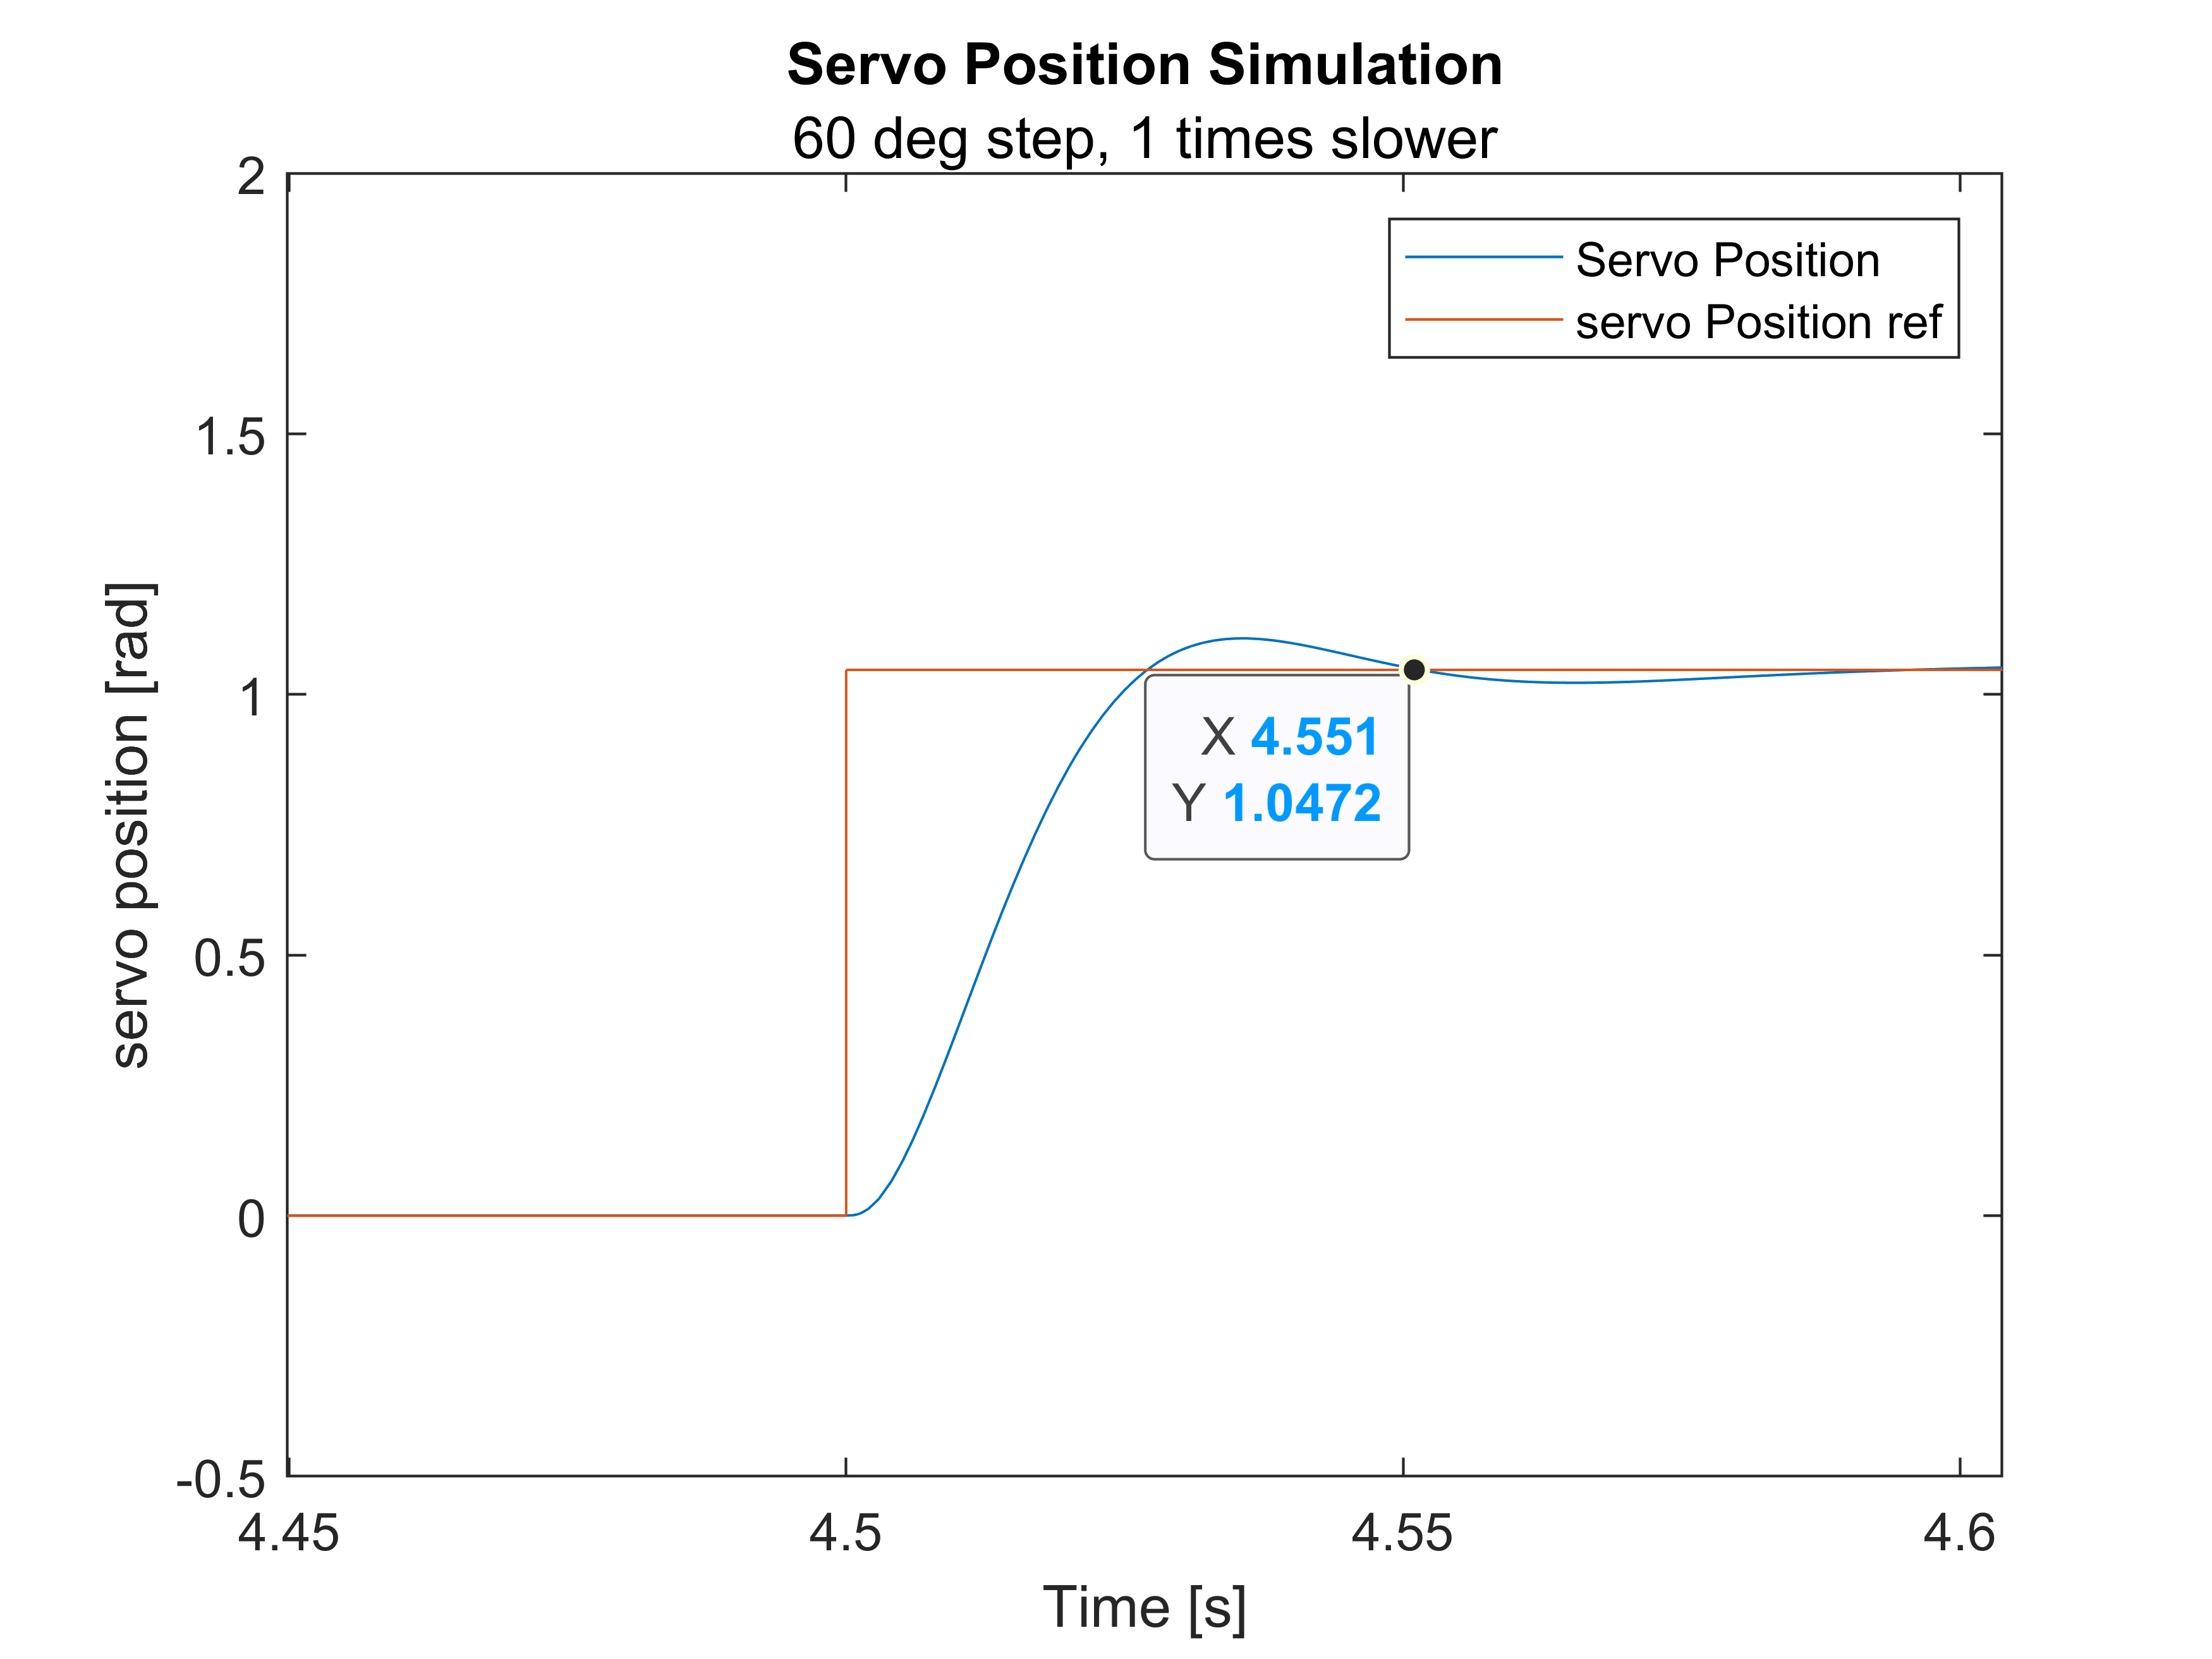 Servo Position Simulation
60 deg step, 1 times slower
2
1.5
1
0.5
0
-0.5
4.45
4.5
4.55
4.6
Time [s]
servo position [rad]
Servo Position
servo Position ref
X 4.551
Y 1.0472